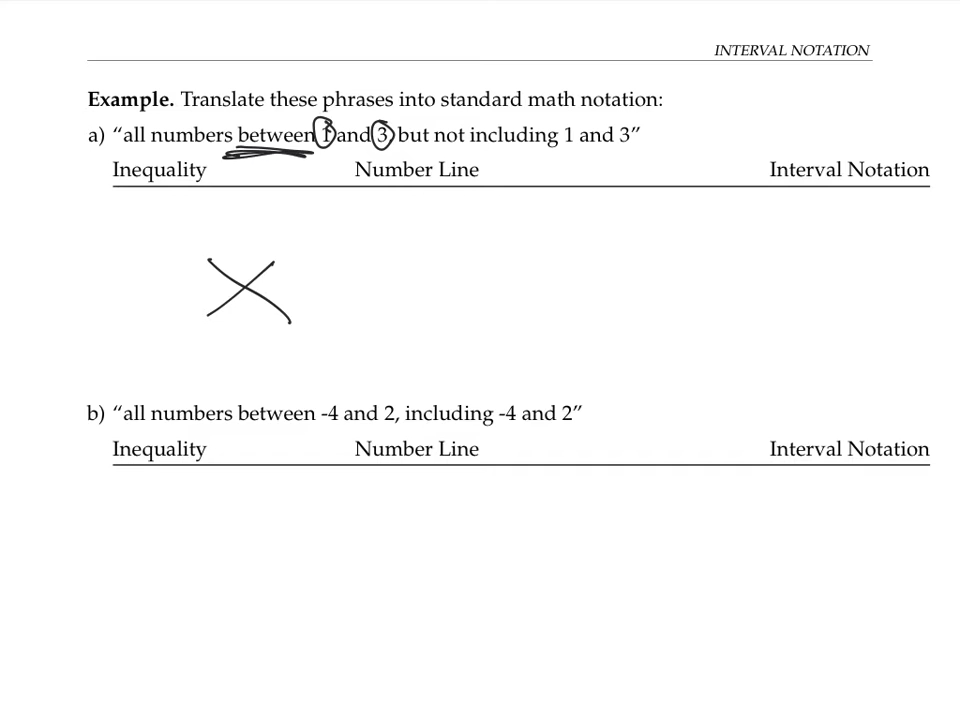 INTERVAL NOTATION
Example. Translate these phrases into standard math notation:
a) “all numbers between 1 and 3, but not including 1 and 3”
Inequality Number Line Interval Notation
x
b) “all numbers between -4 and 2, including -4 and 2”
Inequality Number Line Interval Notation